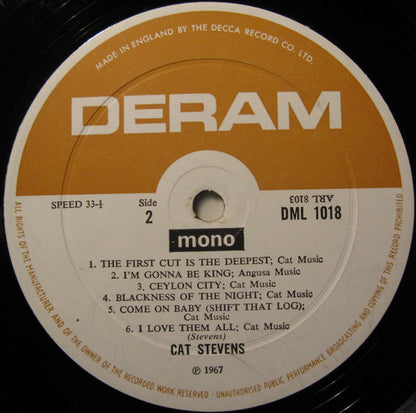 MADE IN ENGLAND BY THE DECCA RECORD CO. LTD.
DERAM
SPEED 33⅓
Side
2
ARL 8103
DML 1018
mono
1. THE FIRST CUT IS THE DEEPEST; Cat Music
2. I'M GONNA BE KING; Angusa Music
3. CEYLON CITY; Cat Music
4. BLACKNESS OF THE NIGHT; Cat Music
5. COME ON BABY (SHIFT THAT LOG);
Cat Music
6. I LOVE THEM ALL; Cat Music
(Stevens)
CAT STEVENS
℗ 1967
ALL RIGHTS OF THE MANUFACTURER AND OF THE OWNER OF THE RECORDED WORK RESERVED - UNAUTHORISED PUBLIC PERFORMANCE BROADCASTING AND COPYING OF THIS RECORD PROHIBITED